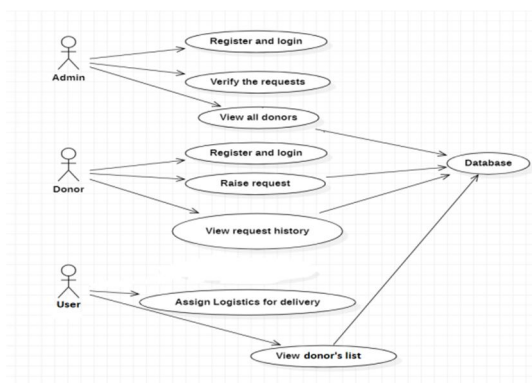 Register and login
Admin
Verify the requests
View all donors
Register and login
Donor
Raise request
Database
View request history
User
Assign Logistics for delivery
View donor's list